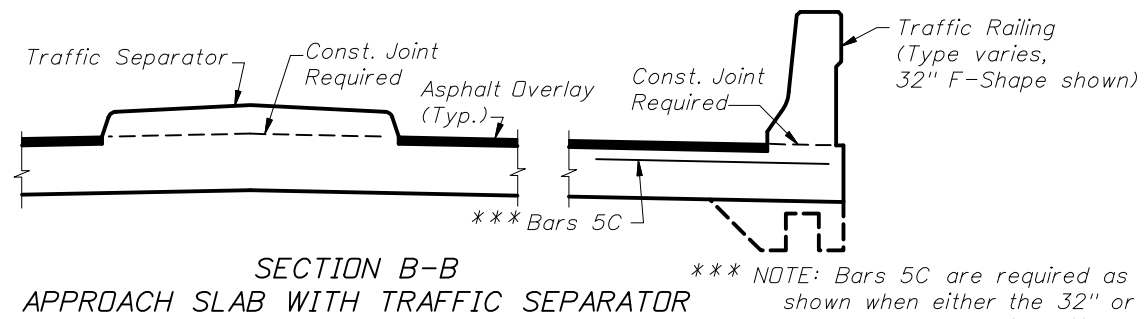 Traffic Separator
Const. Joint
Required
Asphalt Overlay
(Typ.)
Const. Joint
Required
Traffic Railing
(Type varies,
32" F-Shape shown)
*** Bars 5C
SECTION B-B
APPROACH SLAB WITH TRAFFIC SEPARATOR
*** NOTE: Bars 5C are required as
shown when either the 32" or